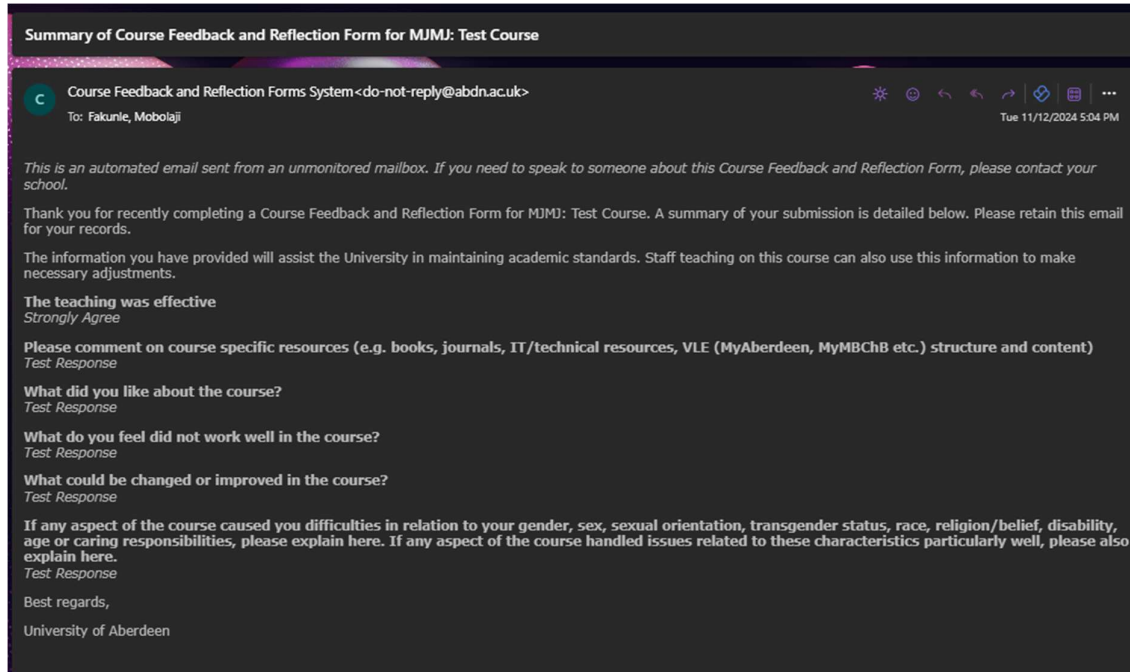 Summary of Course Feedback and Reflection Form for MJMJ: Test Course
C
Course Feedback and Reflection Forms System<do-not-reply@abdn.ac.uk>
To: Fakunle, Mobolaji
Tue 11/12/2024 5:04 PM
This is an automated email sent from an unmonitored mailbox. If you need to speak to someone about this Course Feedback and Reflection Form, please contact your
school.
Thank you for recently completing a Course Feedback and Reflection Form for MJMJ: Test Course. A summary of your submission is detailed below. Please retain this email
for your records.
The information you have provided will assist the University in maintaining academic standards. Staff teaching on this course can also use this information to make
necessary adjustments.
The teaching was effective
Strongly Agree
Please comment on course specific resources (e.g. books, journals, IT/technical resources, VLE (MyAberdeen, MyMBChB etc.) structure and content)
Test Response
What did you like about the course?
Test Response
What do you feel did not work well in the course?
Test Response
What could be changed or improved in the course?
Test Response
If any aspect of the course caused you difficulties in relation to your gender, sex, sexual orientation, transgender status, race, religion/belief, disability,
age or caring responsibilities, please explain here. If any aspect of the course handled issues related to these characteristics particularly well, please also
explain here.
Test Response
Best regards,
University of Aberdeen